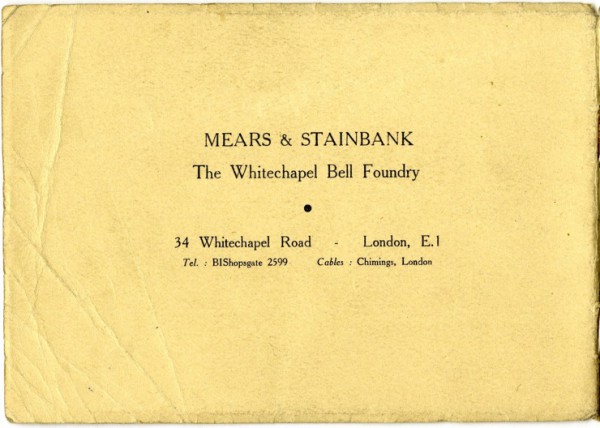 MEARS & STAINBANK
The Whitechapel Bell Foundry
34 Whitechapel Road - London, E.1
Tel. : BIShopsgate 2599 Cables : Chimings, London